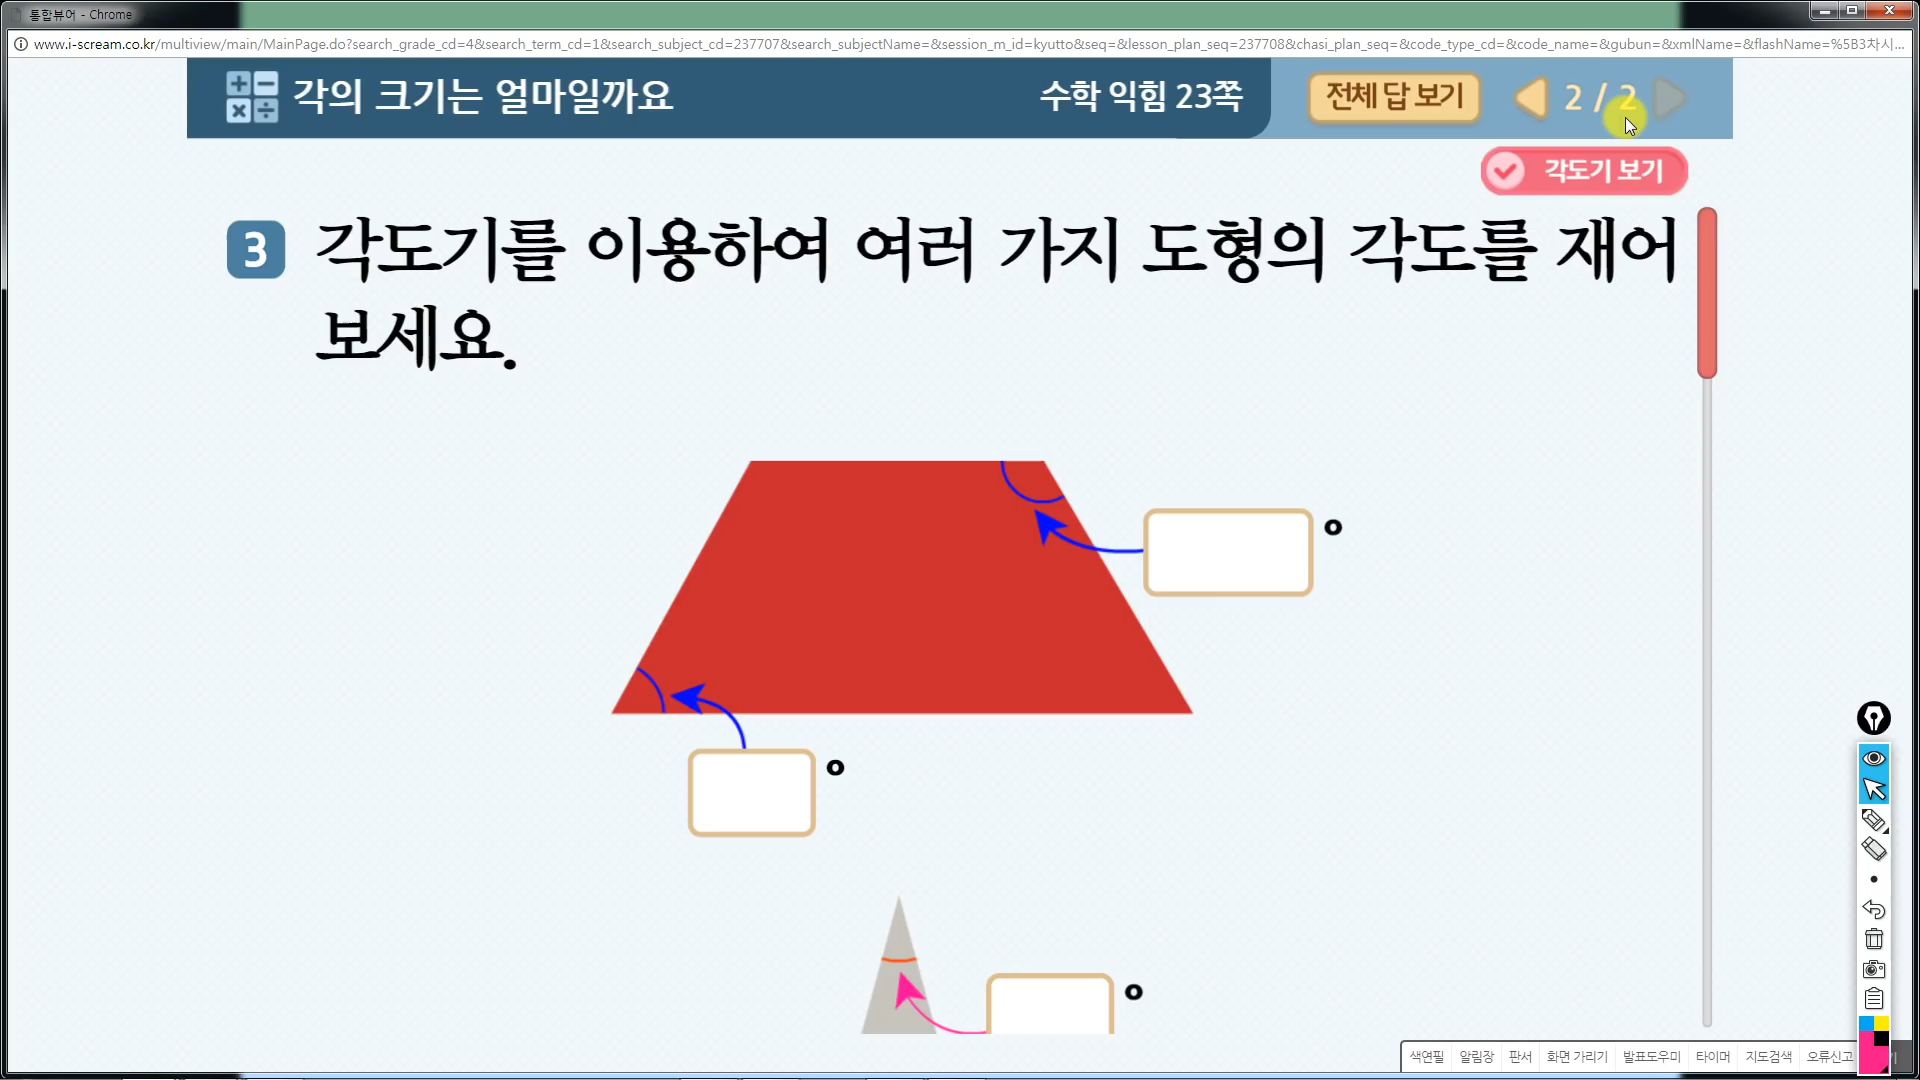 통합뷰어 - Chrome
www.i-scream.co.kr/multiview/main/MainPage.do?search_grade_cd=4&search_term_cd=1&search_subject_cd=237707&search_subjectName=&session_m_id=kyutto&seq=&lesson_plan_seq=237708&chasi_plan_seq=&code_type_cd=&code_name=&gubun=&xmlName=&flashName=%5B3차시...
각의 크기는 얼마일까요 수학 익힘 23쪽 전체 답 보기 2 / 2
각도기 보기
3 각도기를 이용하여 여러 가지 도형의 각도를 재어
보세요.
°
°
°
색연필 알림장 판서 화면 가리기 발표도우미 타이머 지도검색 오류신고